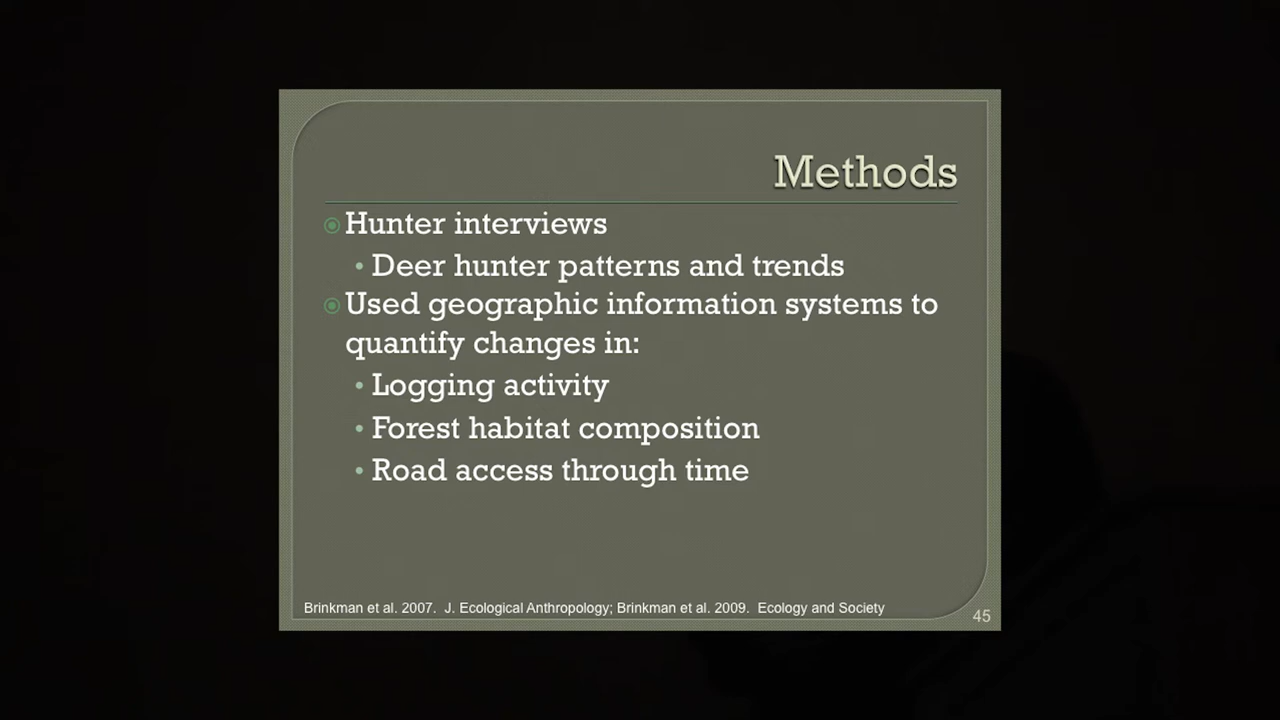 Methods
Hunter interviews
• Deer hunter patterns and trends
Used geographic information systems to
quantify changes in:
• Logging activity
• Forest habitat composition
• Road access through time
Brinkman et al. 2007.  J. Ecological Anthropology; Brinkman et al. 2009.  Ecology and Society
45